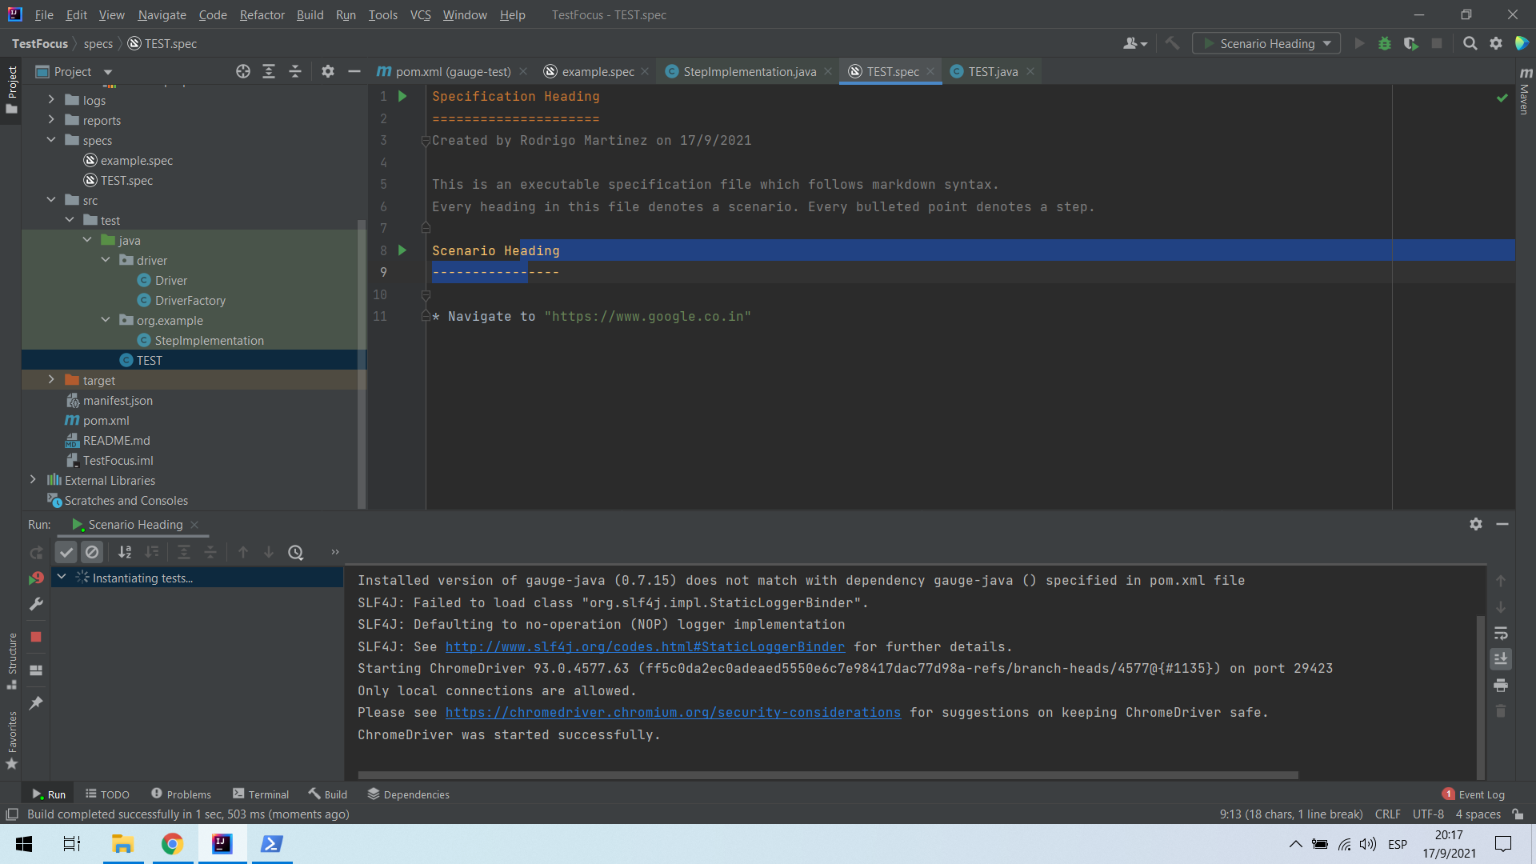 File Edit View Navigate Code Refactor Build Run Tools VCS Window Help TestFocus - TEST.spec
TestFocus specs TEST.spec Scenario Heading
Project pom.xml (gauge-test) example.spec StepImplementation.java TEST.spec TEST.java
Project
Maven
logs
reports
specs
example.spec
TEST.spec
src
test
java
driver
Driver
DriverFactory
org.example
StepImplementation
TEST
target
manifest.json
pom.xml
README.md
TestFocus.iml
External Libraries
Scratches and Consoles
1 Specification Heading
2 =====================
3 Created by Rodrigo Martinez on 17/9/2021
4
5 This is an executable specification file which follows markdown syntax.
6 Every heading in this file denotes a scenario. Every bulleted point denotes a step.
7
8 Scenario Heading
9 ----------------
10
11 * Navigate to "https://www.google.co.in"
Run: Scenario Heading
Instantiating tests...
Structure
Favorites
Installed version of gauge-java (0.7.15) does not match with dependency gauge-java () specified in pom.xml file
SLF4J: Failed to load class "org.slf4j.impl.StaticLoggerBinder".
SLF4J: Defaulting to no-operation (NOP) logger implementation
SLF4J: See http://www.slf4j.org/codes.html#StaticLoggerBinder for further details.
Starting ChromeDriver 93.0.4577.63 (ff5c0da2ec0adeaed5550e6c7e98417dac77d98a-refs/branch-heads/4577@{#1135}) on port 29423
Only local connections are allowed.
Please see https://chromedriver.chromium.org/security-considerations for suggestions on keeping ChromeDriver safe.
ChromeDriver was started successfully.
Run TODO Problems Terminal Build Dependencies 1 Event Log
Build completed successfully in 1 sec, 503 ms (moments ago) 9:13 (18 chars, 1 line break) CRLF UTF-8 4 spaces
ESP
20:17
17/9/2021